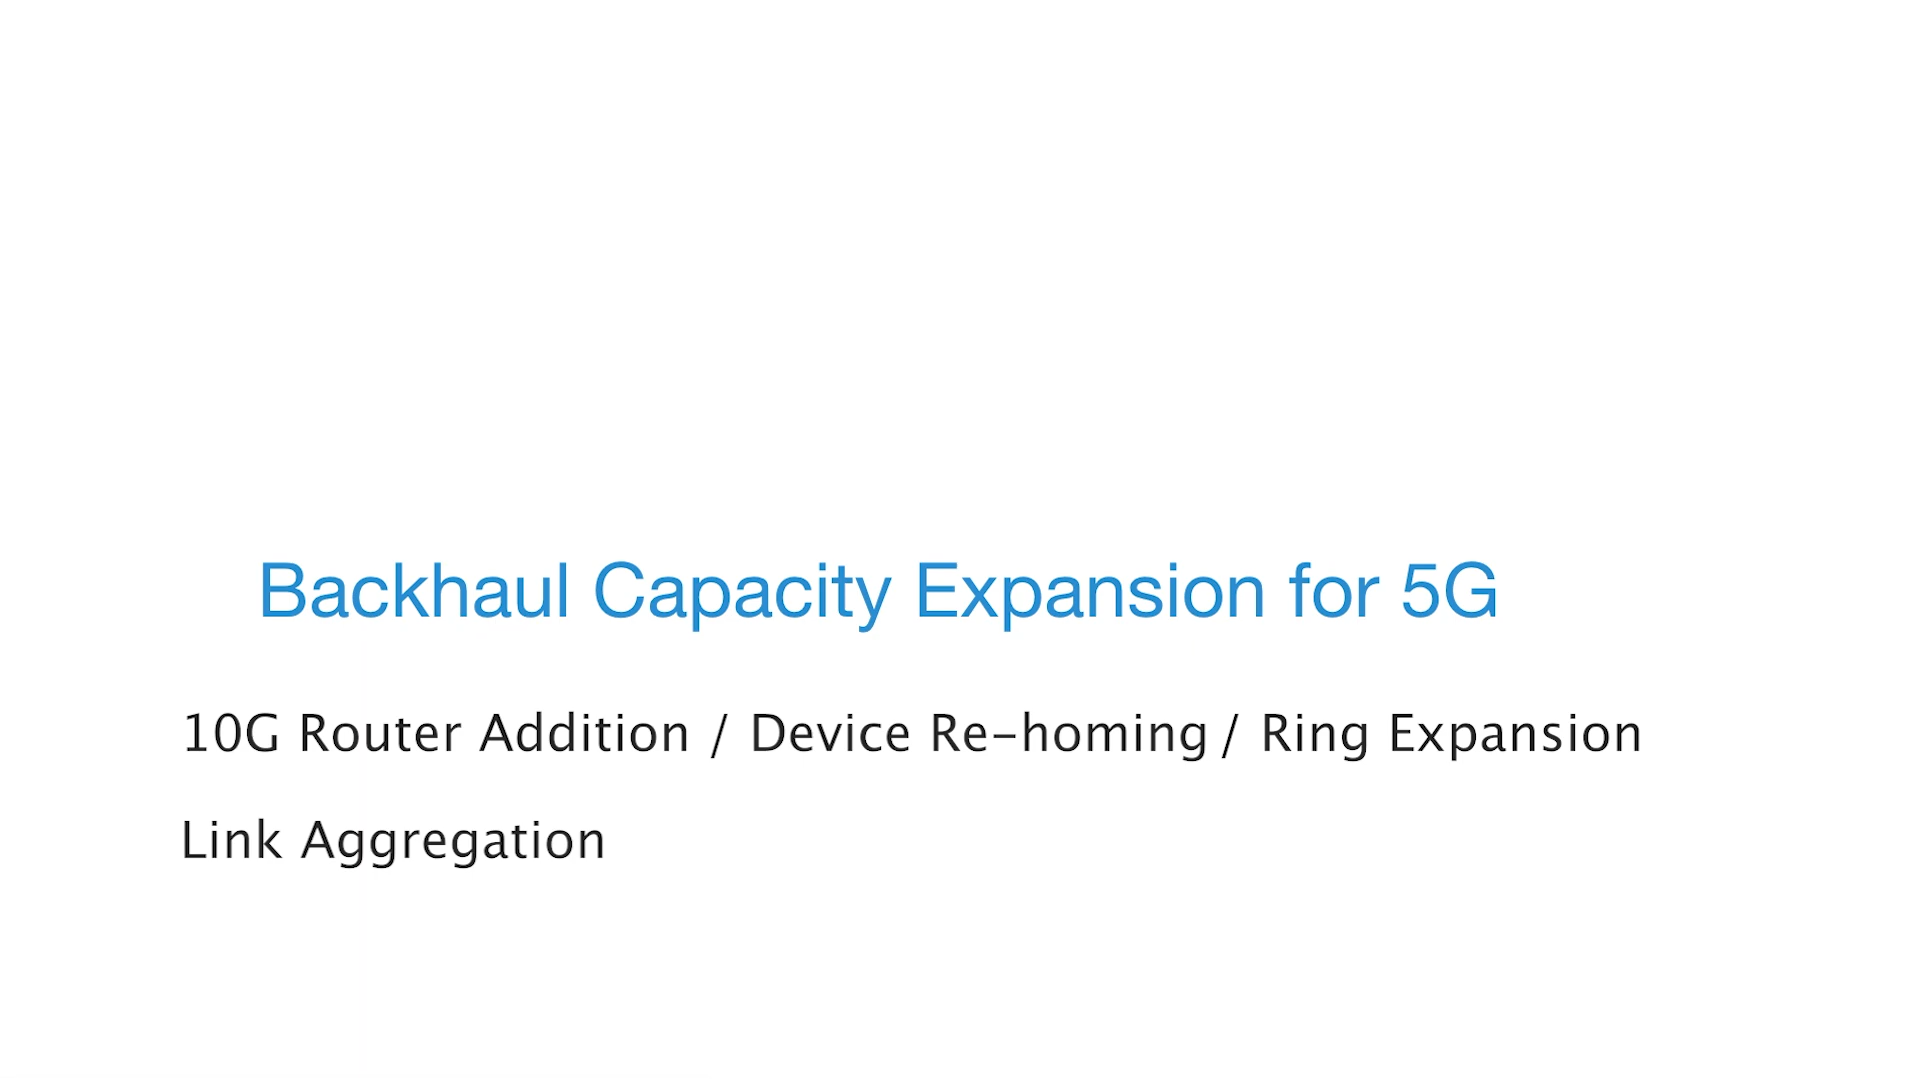 Backhaul Capacity Expansion for 5G
10G Router Addition / Device Re-homing / Ring Expansion
Link Aggregation